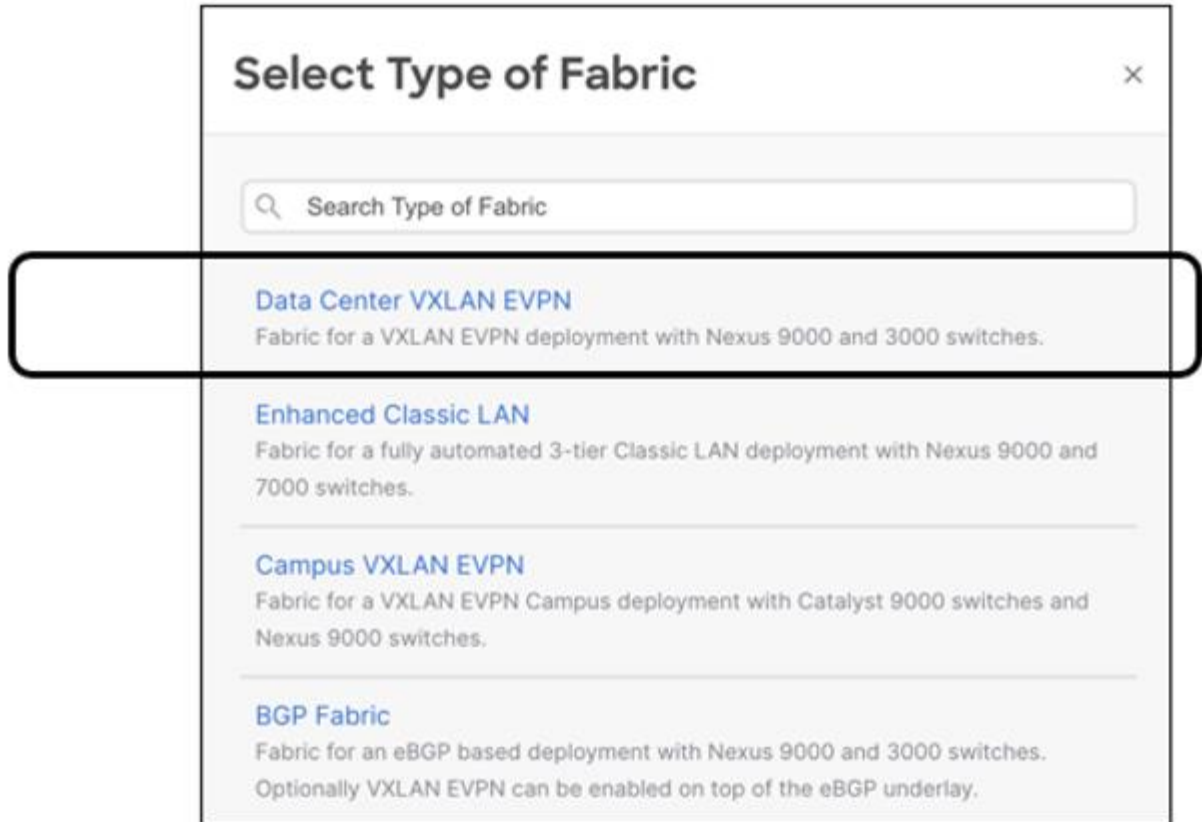 Select Type of Fabric
Search Type of Fabric
Data Center VXLAN EVPN
Fabric for a VXLAN EVPN deployment with Nexus 9000 and 3000 switches.
Enhanced Classic LAN
Fabric for a fully automated 3-tier Classic LAN deployment with Nexus 9000 and
7000 switches.
Campus VXLAN EVPN
Fabric for a VXLAN EVPN Campus deployment with Catalyst 9000 switches and
Nexus 9000 switches.
BGP Fabric
Fabric for an eBGP based deployment with Nexus 9000 and 3000 switches.
Optionally VXLAN EVPN can be enabled on top of the eBGP underlay.